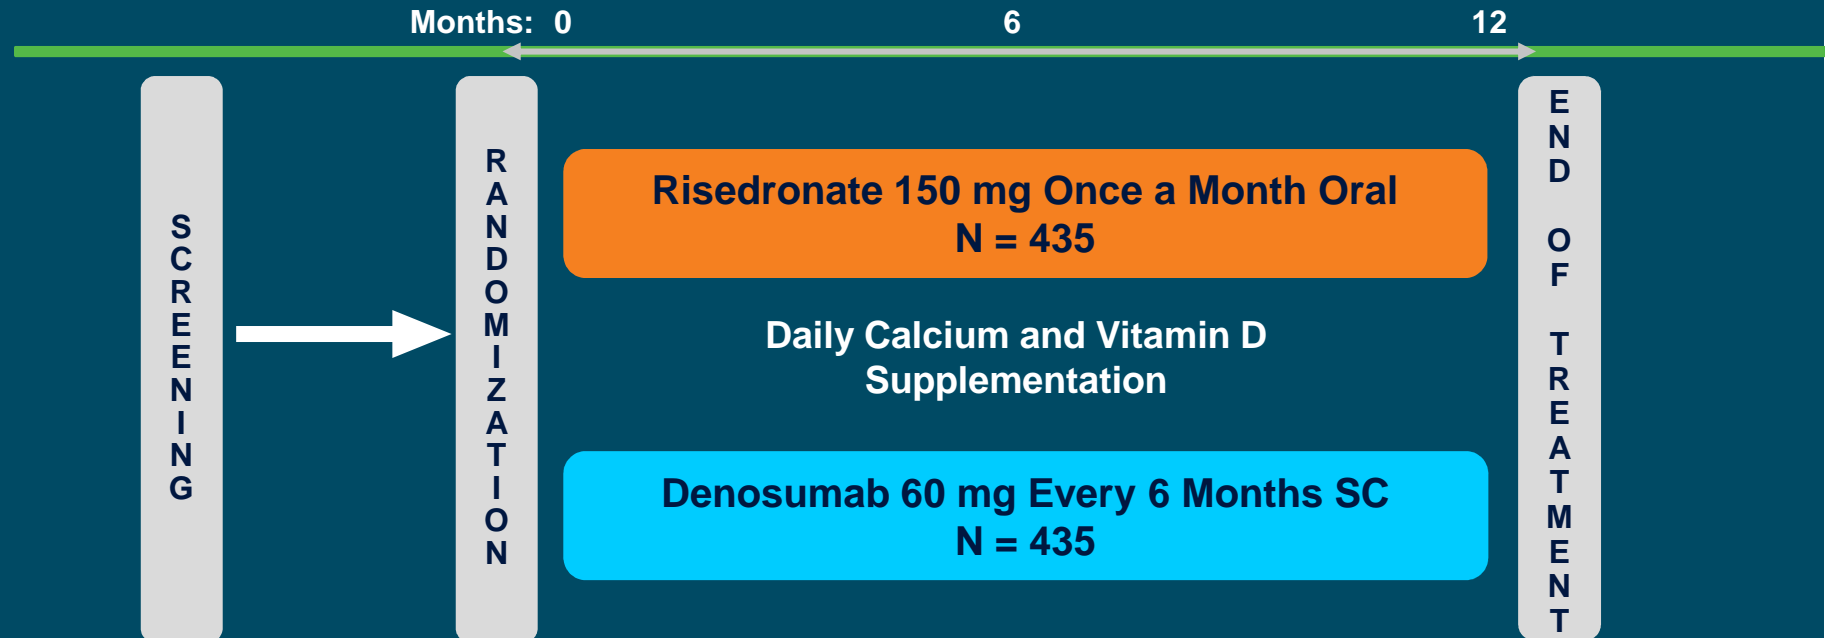 Months: 0 6 12
SCREENING
RANDOMIZATION
Risedronate 150 mg Once a Month Oral
N = 435
Daily Calcium and Vitamin D
Supplementation
Denosumab 60 mg Every 6 Months SC
N = 435
END OF TREATMENT